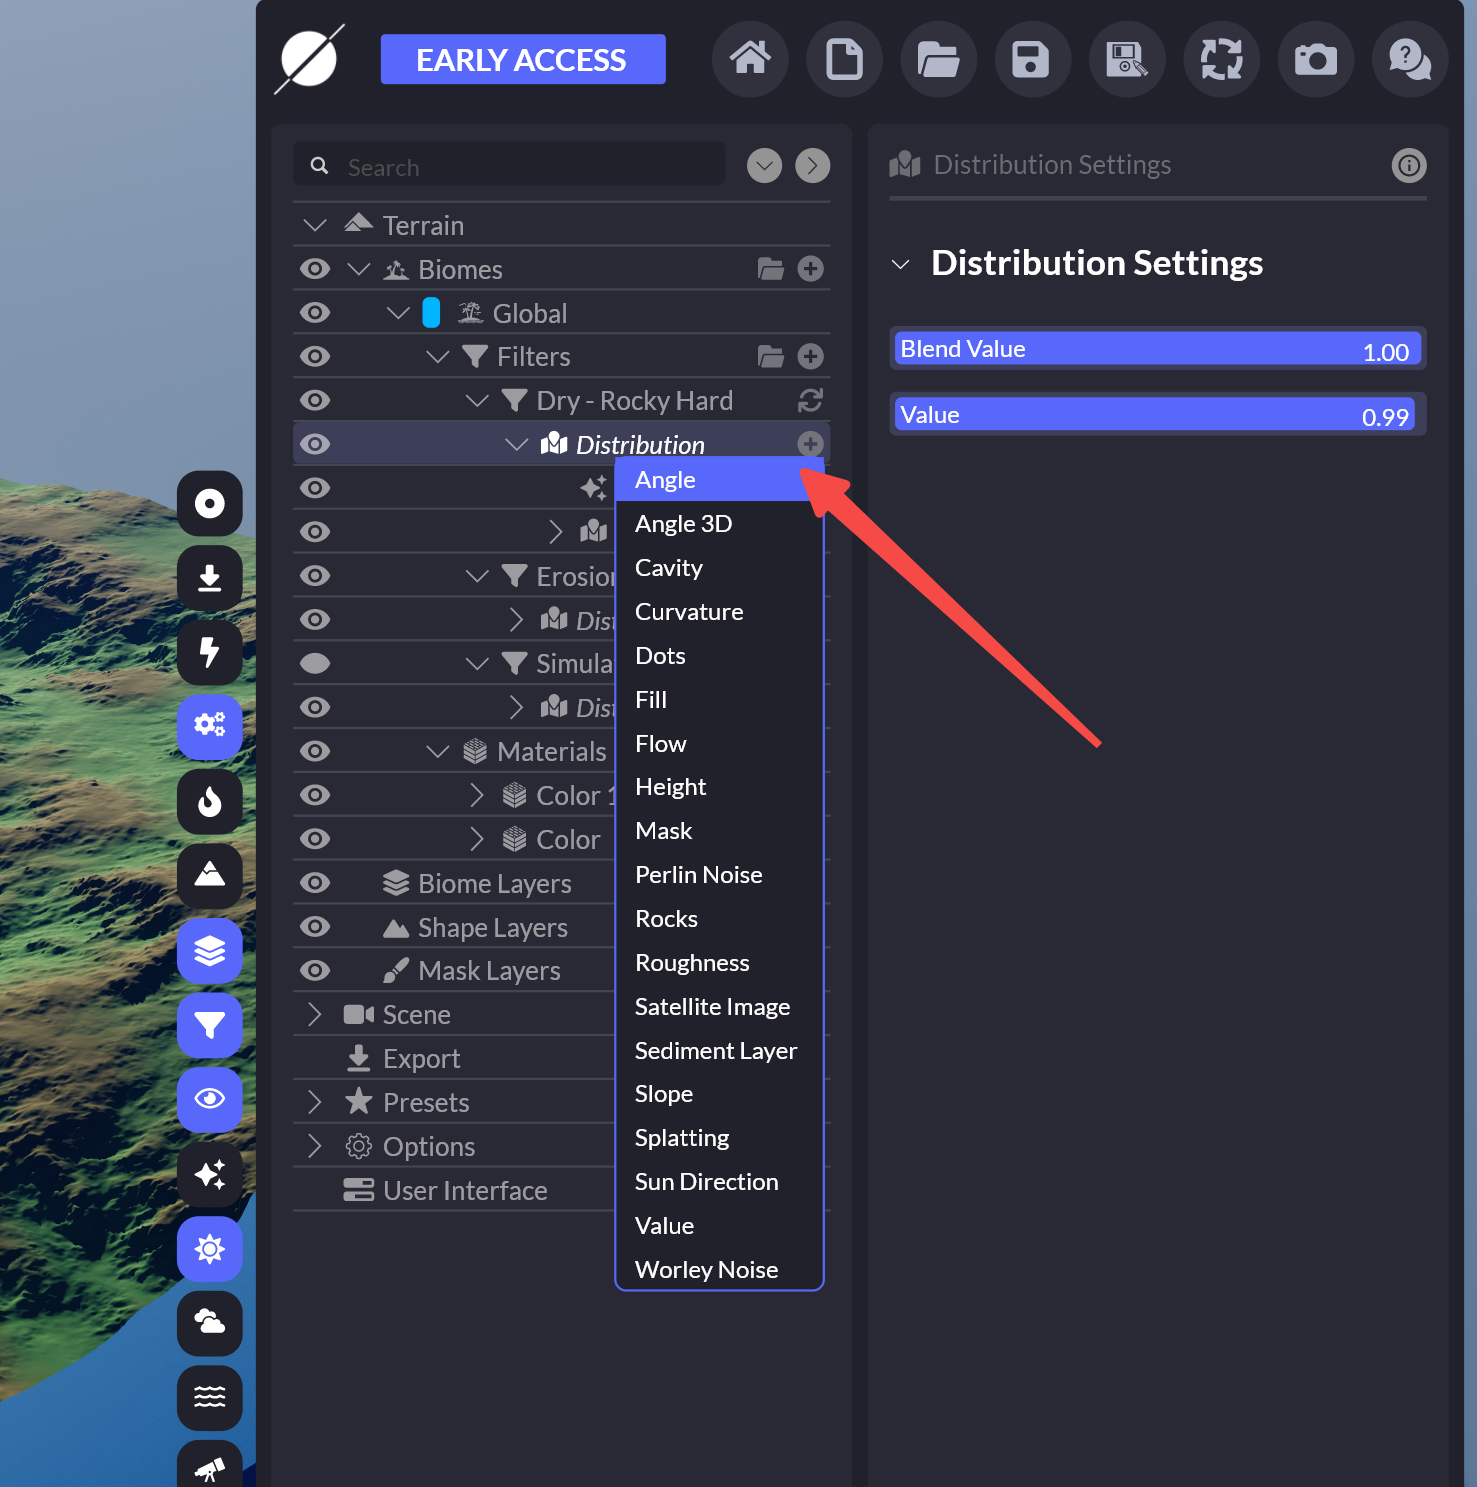 EARLY ACCESS
Search
Terrain
Biomes
Global
Filters
Dry - Rocky Hard
Distribution
Erosion
Dist
Simula
Dist
Materials
Color 1
Color
Biome Layers
Shape Layers
Mask Layers
Scene
Export
Presets
Options
User Interface
Angle
Angle 3D
Cavity
Curvature
Dots
Fill
Flow
Height
Mask
Perlin Noise
Rocks
Roughness
Satellite Image
Sediment Layer
Slope
Splatting
Sun Direction
Value
Worley Noise
Distribution Settings
Distribution Settings
Blend Value 1.00
Value 0.99